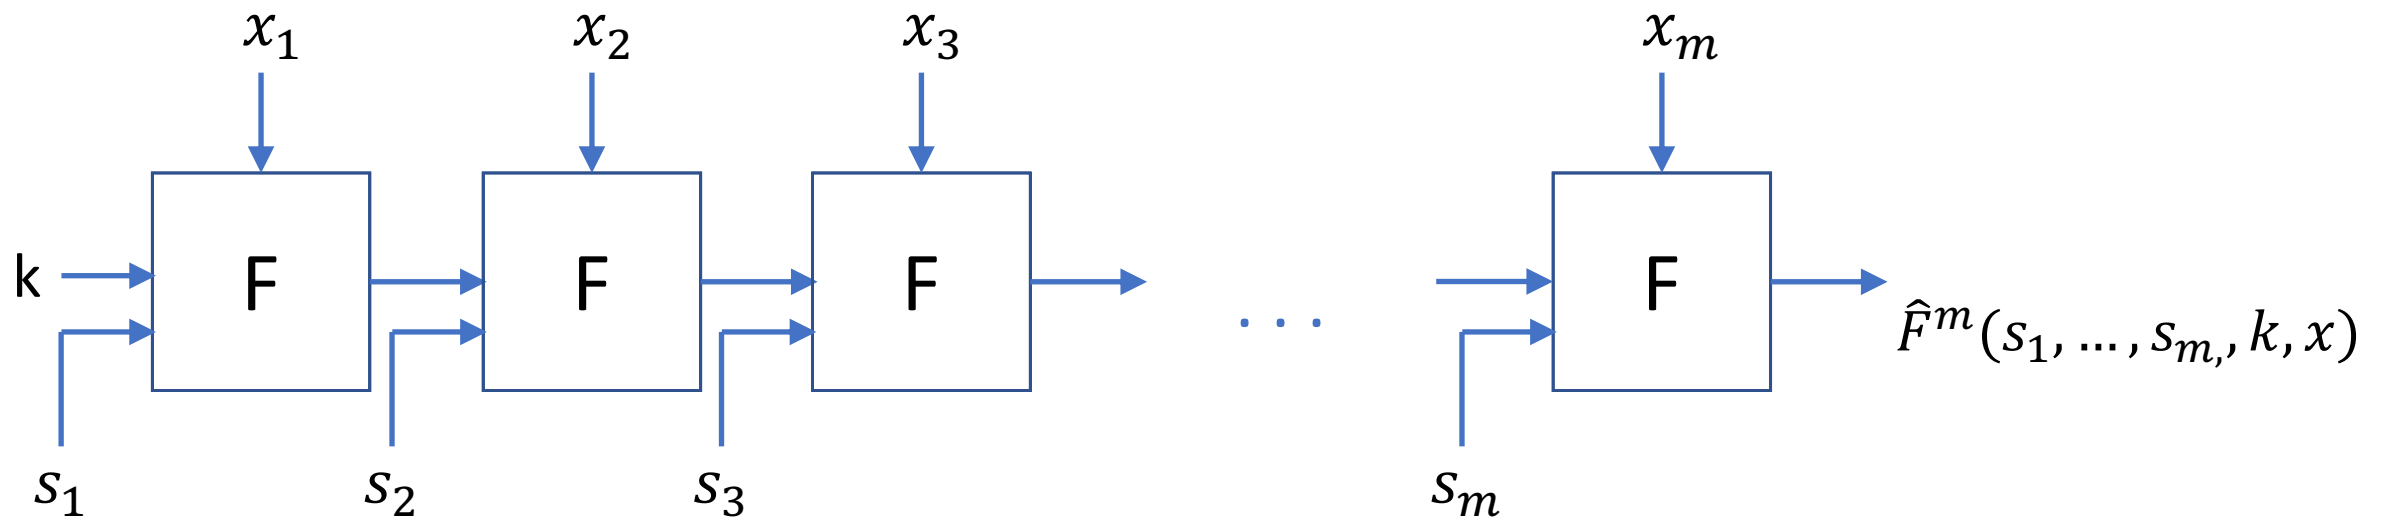 x₁ x₂ x₃ xₘ
k F F F . . . F
F̂ᵐ(s₁, … , sₘ,, k, x)
s₁ s₂ s₃ sₘ